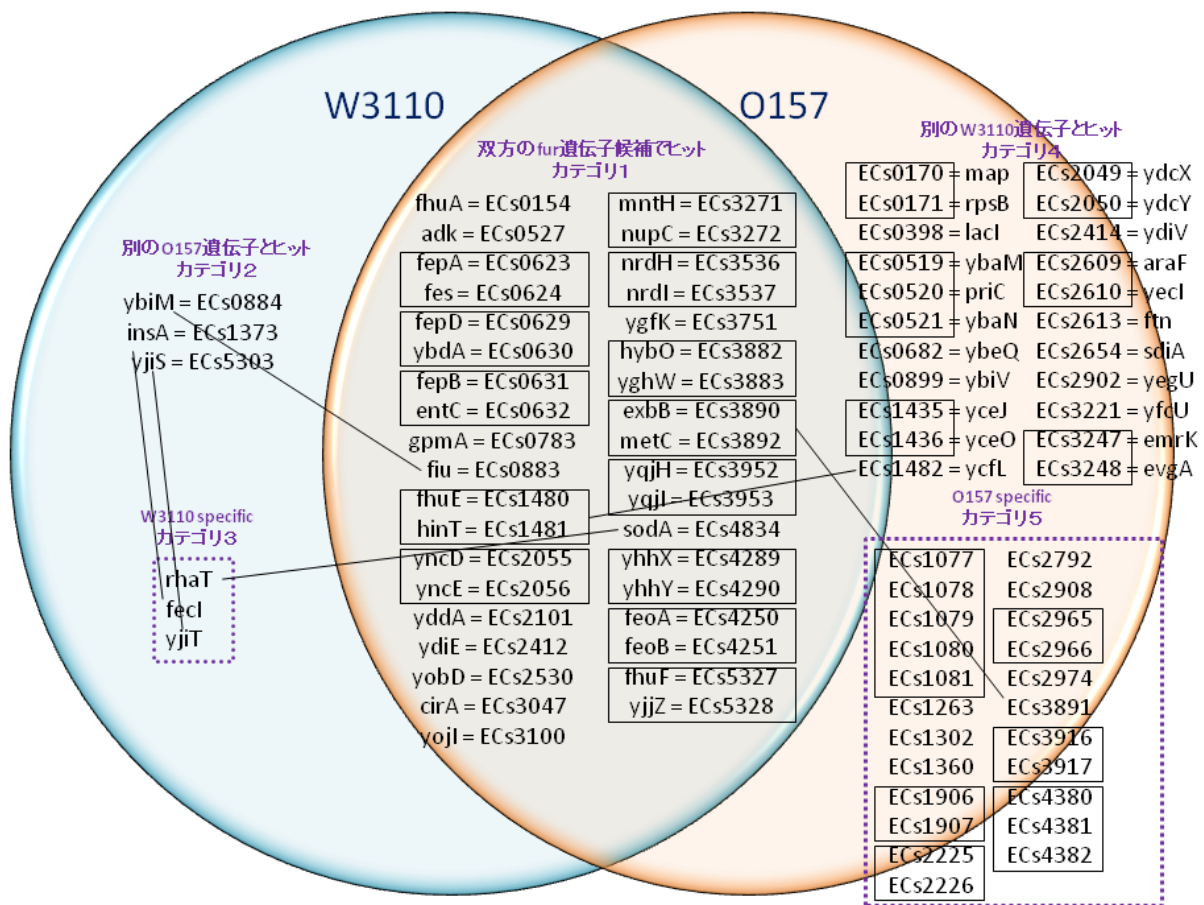 W3110
O157
双方のfur遺伝子候補でヒット
カテゴリ1
fhuA = ECs0154
adk = ECs0527
fepA = ECs0623
fes = ECs0624
fepD = ECs0629
ybdA = ECs0630
fepB = ECs0631
entC = ECs0632
gpmA = ECs0783
fiu = ECs0883
fhuE = ECs1480
hinT = ECs1481
yncD = ECs2055
yncE = ECs2056
yddA = ECs2101
ydiE = ECs2412
yobD = ECs2530
cirA = ECs3047
yojI = ECs3100
mntH = ECs3271
nupC = ECs3272
nrdH = ECs3536
nrdI = ECs3537
ygfK = ECs3751
hybO = ECs3882
yghW = ECs3883
exbB = ECs3890
metC = ECs3892
yqjH = ECs3952
yqjI = ECs3953
sodA = ECs4834
yhhX = ECs4289
yhhY = ECs4290
feoA = ECs4250
feoB = ECs4251
fhuF = ECs5327
yjjZ = ECs5328
別のO157遺伝子とヒット
カテゴリ2
ybiM = ECs0884
insA = ECs1373
yjiS = ECs5303
W3110 specific
カテゴリ3
rhaT
fecI
yjiT
別のW3110遺伝子とヒット
カテゴリ4
ECs0170 = map
ECs0171 = rpsB
ECs0398 = lacI
ECs0519 = ybaM
ECs0520 = priC
ECs0521 = ybaN
ECs0682 = ybeQ
ECs0899 = ybiV
ECs1435 = yceJ
ECs1436 = yceO
ECs1482 = ycfL
ECs2049 = ydcX
ECs2050 = ydcY
ECs2414 = ydiV
ECs2609 = araF
ECs2610 = yecI
ECs2613 = ftn
ECs2654 = sdiA
ECs2902 = yegU
ECs3221 = yfcU
ECs3247 = emrK
ECs3248 = evgA
O157 specific
カテゴリ5
ECs1077
ECs1078
ECs1079
ECs1080
ECs1081
ECs1263
ECs1302
ECs1360
ECs1906
ECs1907
ECs2225
ECs2226
ECs2792
ECs2908
ECs2965
ECs2966
ECs2974
ECs3891
ECs3916
ECs3917
ECs4380
ECs4381
ECs4382